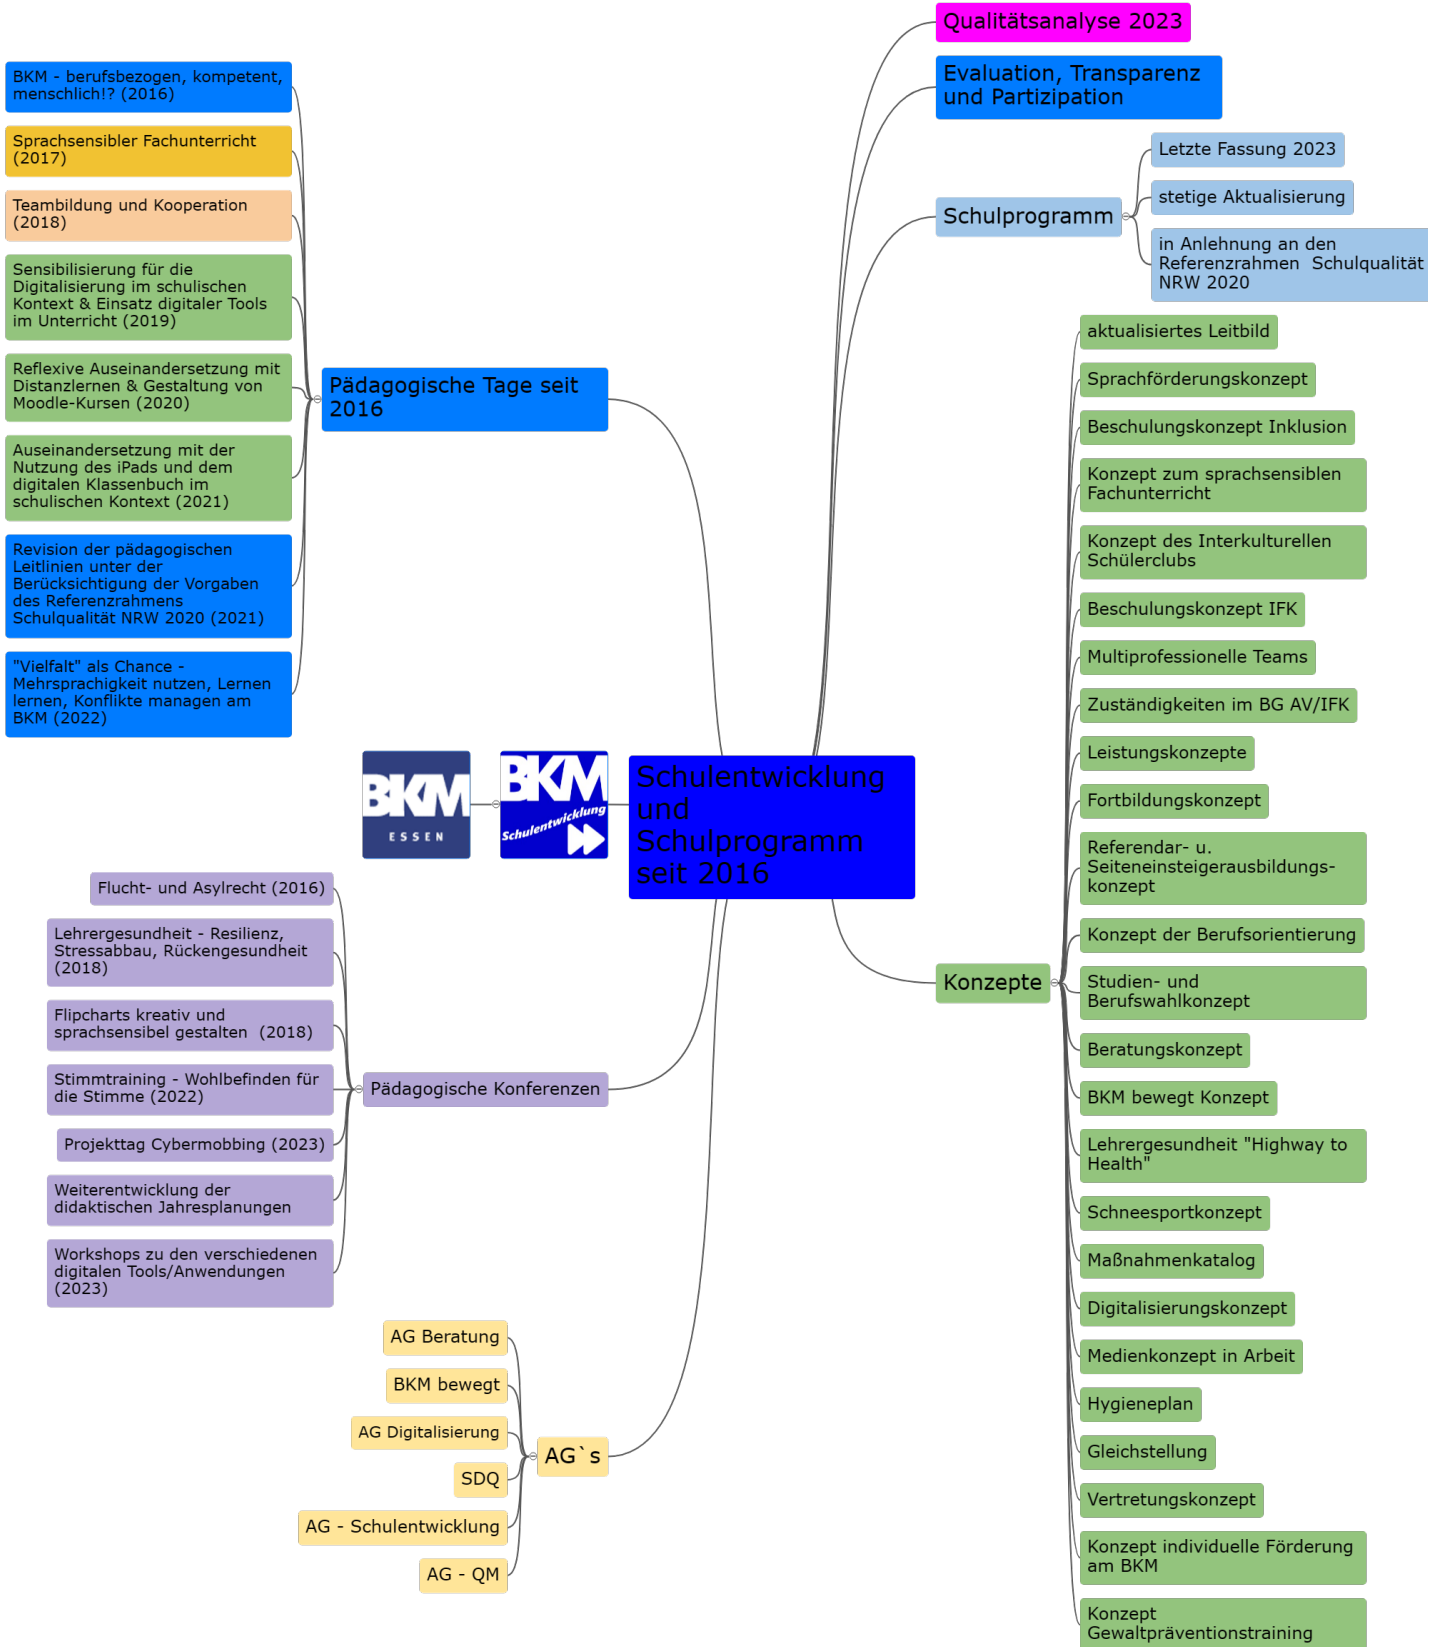 Qualitätsanalyse 2023
Evaluation, Transparenz
und Partizipation
Schulprogramm
Letzte Fassung 2023
stetige Aktualisierung
in Anlehnung an den
Referenzrahmen  Schulqualität
NRW 2020
BKM - berufsbezogen, kompetent,
menschlich!? (2016)
Sprachsensibler Fachunterricht
(2017)
Teambildung und Kooperation
(2018)
Sensibilisierung für die
Digitalisierung im schulischen
Kontext & Einsatz digitaler Tools
im Unterricht (2019)
Reflexive Auseinandersetzung mit
Distanzlernen & Gestaltung von
Moodle-Kursen (2020)
Auseinandersetzung mit der
Nutzung des iPads und dem
digitalen Klassenbuch im
schulischen Kontext (2021)
Revision der pädagogischen
Leitlinien unter der
Berücksichtigung der Vorgaben
des Referenzrahmens
Schulqualität NRW 2020 (2021)
"Vielfalt" als Chance -
Mehrsprachigkeit nutzen, Lernen
lernen, Konflikte managen am
BKM (2022)
Pädagogische Tage seit
2016
BKM
ESSEN
BKM
Schulentwicklung
Schulentwicklung
und
Schulprogramm
seit 2016
Flucht- und Asylrecht (2016)
Lehrergesundheit - Resilienz,
Stressabbau, Rückengesundheit
(2018)
Flipcharts kreativ und
sprachsensibel gestalten  (2018)
Stimmtraining - Wohlbefinden für
die Stimme (2022)
Projekttag Cybermobbing (2023)
Weiterentwicklung der
didaktischen Jahresplanungen
Workshops zu den verschiedenen
digitalen Tools/Anwendungen
(2023)
Pädagogische Konferenzen
AG Beratung
BKM bewegt
AG Digitalisierung
SDQ
AG - Schulentwicklung
AG - QM
AG`s
Konzepte
aktualisiertes Leitbild
Sprachförderungskonzept
Beschulungskonzept Inklusion
Konzept zum sprachsensiblen
Fachunterricht
Konzept des Interkulturellen
Schülerclubs
Beschulungskonzept IFK
Multiprofessionelle Teams
Zuständigkeiten im BG AV/IFK
Leistungskonzepte
Fortbildungskonzept
Referendar- u.
Seiteneinsteigerausbildungs-
konzept
Konzept der Berufsorientierung
Studien- und
Berufswahlkonzept
Beratungskonzept
BKM bewegt Konzept
Lehrergesundheit "Highway to
Health"
Schneesportkonzept
Maßnahmenkatalog
Digitalisierungskonzept
Medienkonzept in Arbeit
Hygieneplan
Gleichstellung
Vertretungskonzept
Konzept individuelle Förderung
am BKM
Konzept
Gewaltpräventionstraining